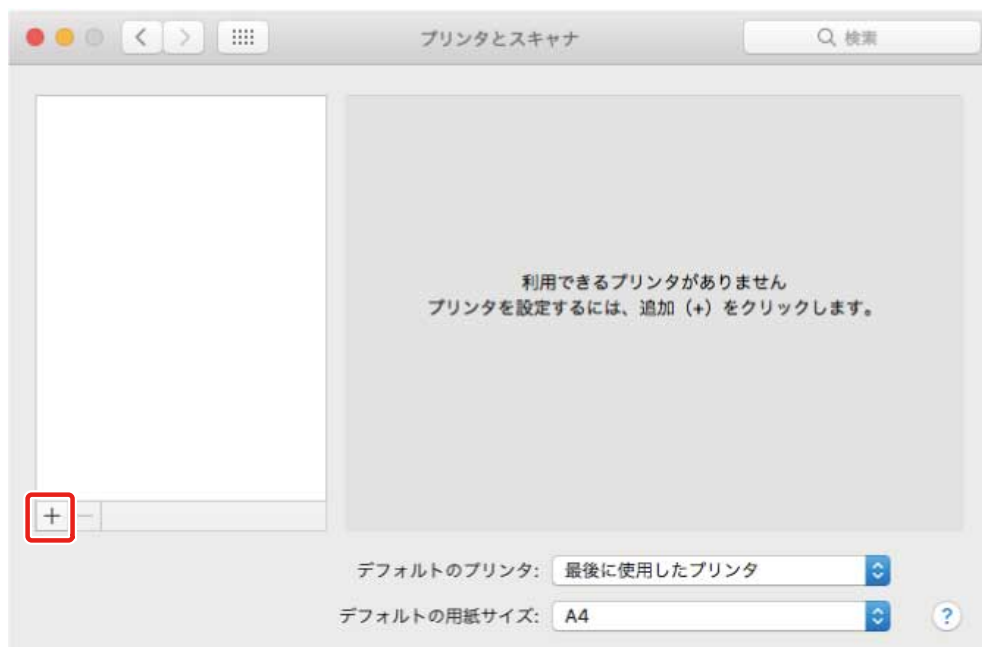 プリンタとスキャナ
検索
利用できるプリンタがありません
プリンタを設定するには、追加（+）をクリックします。
+ −
デフォルトのプリンタ: 最後に使用したプリンタ
デフォルトの用紙サイズ: A4
?